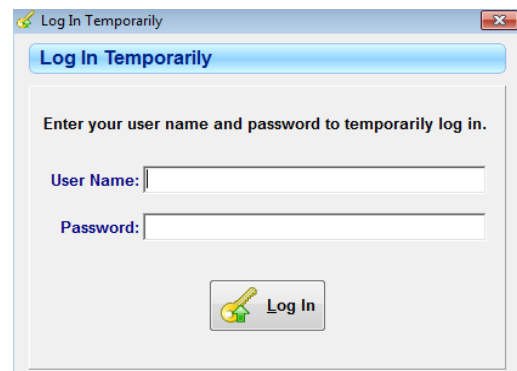 Log In Temporarily
Log In Temporarily
Enter your user name and password to temporarily log in.
User Name:
Password:
Log In